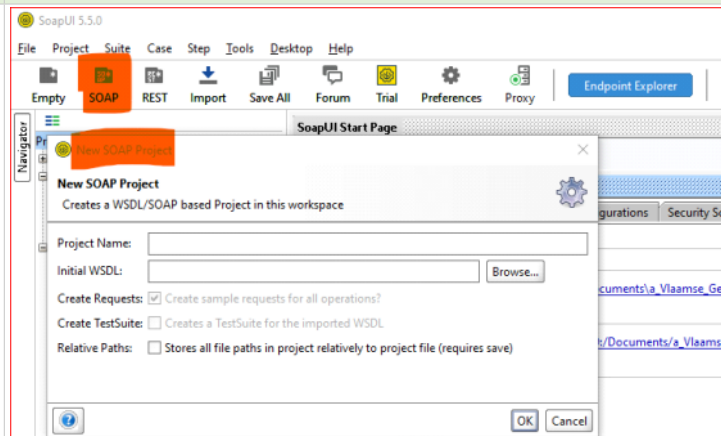 SoapUI 5.5.0
File Project Suite Case Step Tools Desktop Help
Empty SOAP REST Import Save All Forum Trial Preferences Proxy Endpoint Explorer
Navigator
SoapUI Start Page
Pr
New SOAP Project
New SOAP Project
Creates a WSDL/SOAP based Project in this workspace
gurations Security Sc
Project Name:
Initial WSDL: Browse...
Create Requests: Create sample requests for all operations?
cuments\a_Vlaamse_Ge
Create TestSuite: Creates a TestSuite for the imported WSDL
Relative Paths: Stores all file paths in project relatively to project file (requires save)
/Documents/a_Vlaams
OK Cancel